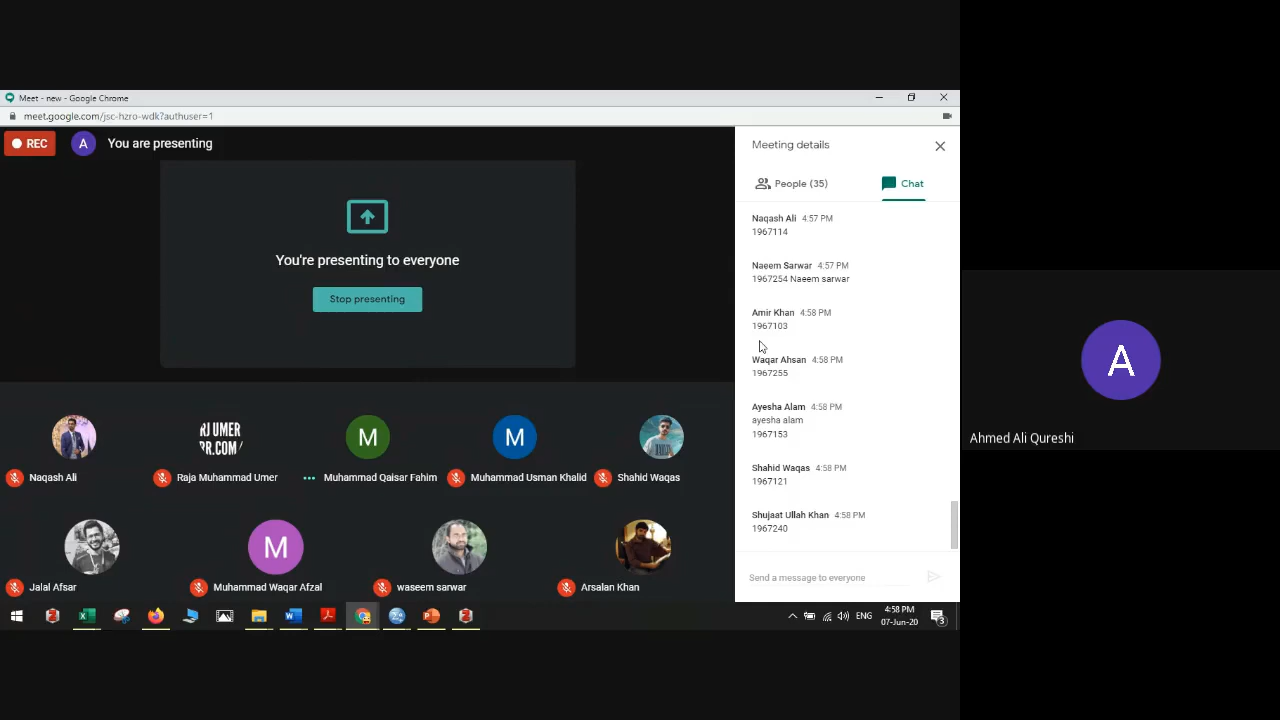 Meet - new - Google Chrome
meet.google.com/jsc-hzro-wdk?authuser=1
REC
A
You are presenting
You're presenting to everyone
Stop presenting
Naqash Ali
RJ UMER
Raja Muhammad Umer
M
Muhammad Qaisar Fahim
M
Muhammad Usman Khalid
Shahid Waqas
Jalal Afsar
M
Muhammad Waqar Afzal
waseem sarwar
Arsalan Khan
Meeting details
People (35)
Chat
Naqash Ali 4:57 PM
1967114
Naeem Sarwar 4:57 PM
1967254 Naeem sarwar
Amir Khan 4:58 PM
1967103
Waqar Ahsan 4:58 PM
1967255
Ayesha Alam 4:58 PM
ayesha alam
1967153
Shahid Waqas 4:58 PM
1967121
Shujaat Ullah Khan 4:58 PM
1967240
Send a message to everyone
ENG
4:58 PM
07-Jun-20
3
A
Ahmed Ali Qureshi